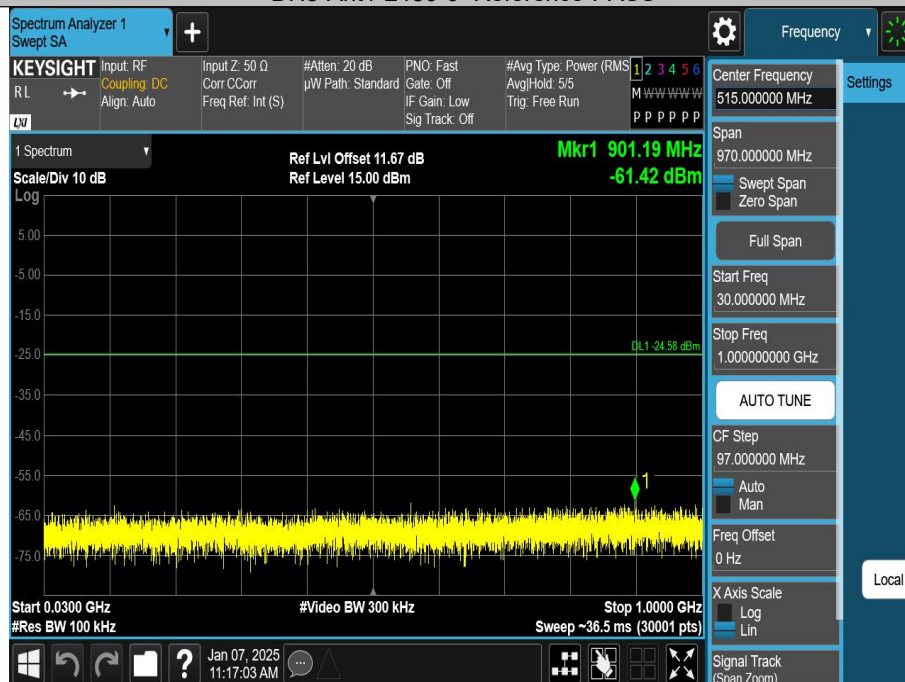 Spectrum Analyzer 1
Swept SA
Frequency
KEYSIGHT
RL
LXI
Input: RF
Coupling: DC
Align: Auto
Input Z: 50 Ω
Corr CCorr
Freq Ref: Int (S)
#Atten: 20 dB
µW Path: Standard
PNO: Fast
Gate: Off
IF Gain: Low
Sig Track: Off
#Avg Type: Power (RMS
Avg|Hold: 5/5
Trig: Free Run
1 2 3 4 5 6
M W W W W W
P P P P P P
1 Spectrum
Scale/Div 10 dB
Log
Ref Lvl Offset 11.67 dB
Ref Level 15.00 dBm
Mkr1 901.19 MHz
-61.42 dBm
5.00
-5.00
-15.0
-25.0
-35.0
-45.0
-55.0
-65.0
-75.0
DL1 -24.58 dBm
1
Start 0.0300 GHz
#Res BW 100 kHz
#Video BW 300 kHz
Stop 1.0000 GHz
Sweep ~36.5 ms (30001 pts)
Jan 07, 2025
11:17:03 AM
Center Frequency
515.000000 MHz
Settings
Span
970.000000 MHz
Swept Span
Zero Span
Full Span
Start Freq
30.000000 MHz
Stop Freq
1.000000000 GHz
AUTO TUNE
CF Step
97.000000 MHz
Auto
Man
Freq Offset
0 Hz
Local
X Axis Scale
Log
Lin
Signal Track
(Span Zoom)